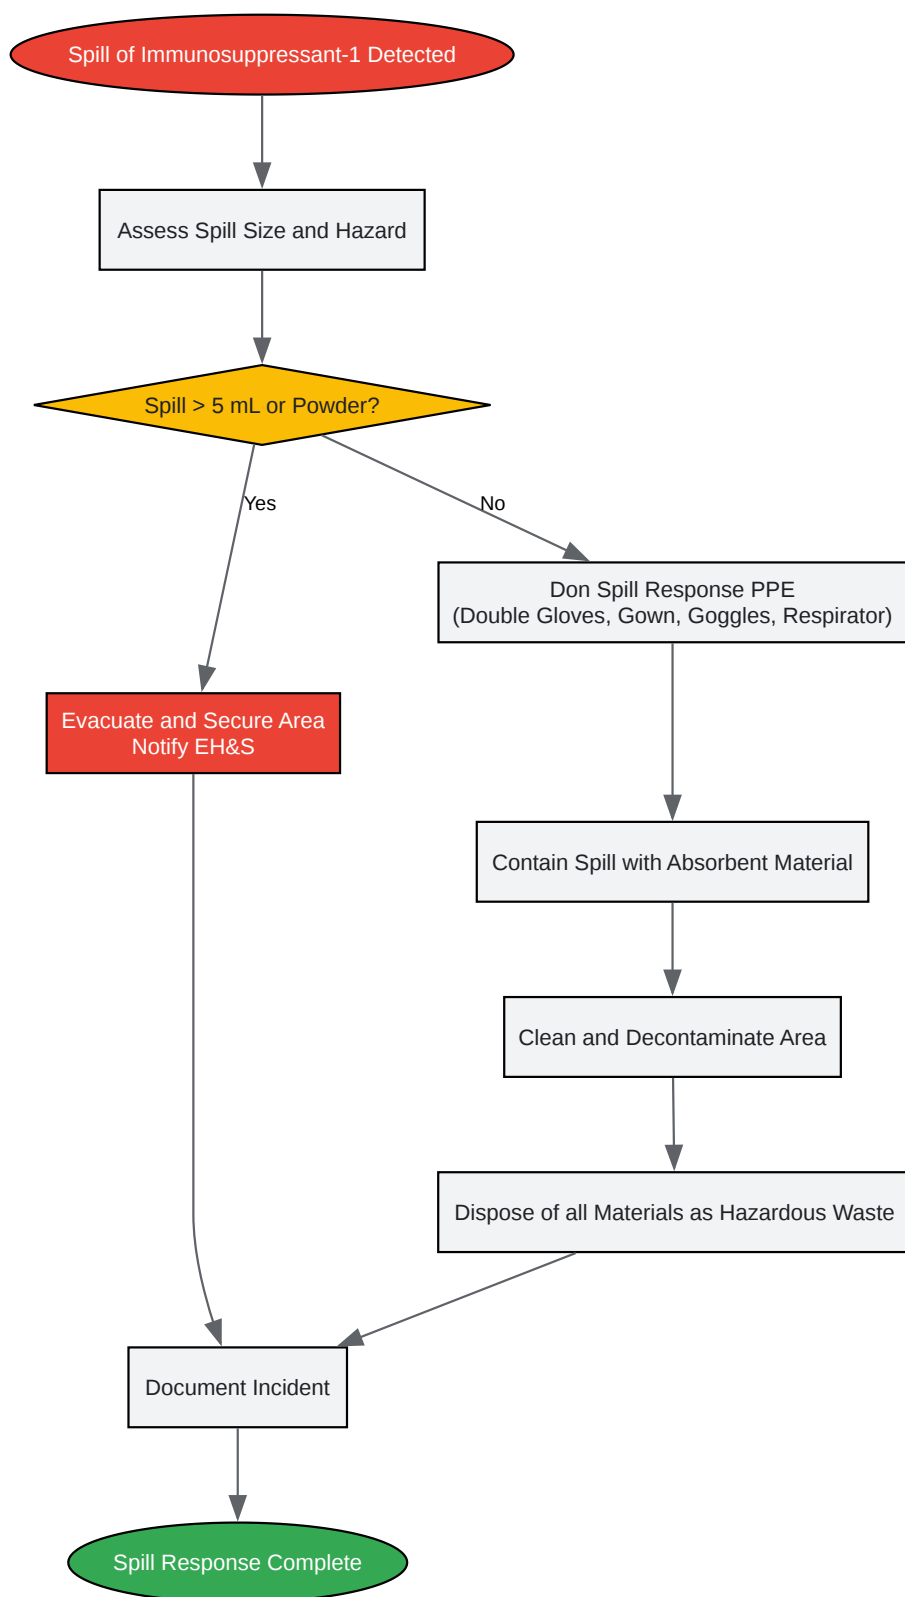 Spill of Immunosuppressant-1 Detected
Assess Spill Size and Hazard
Spill > 5 mL or Powder?
Yes
No
Don Spill Response PPE
(Double Gloves, Gown, Goggles, Respirator)
Evacuate and Secure Area
Notify EH&S
Contain Spill with Absorbent Material
Clean and Decontaminate Area
Dispose of all Materials as Hazardous Waste
Document Incident
Spill Response Complete